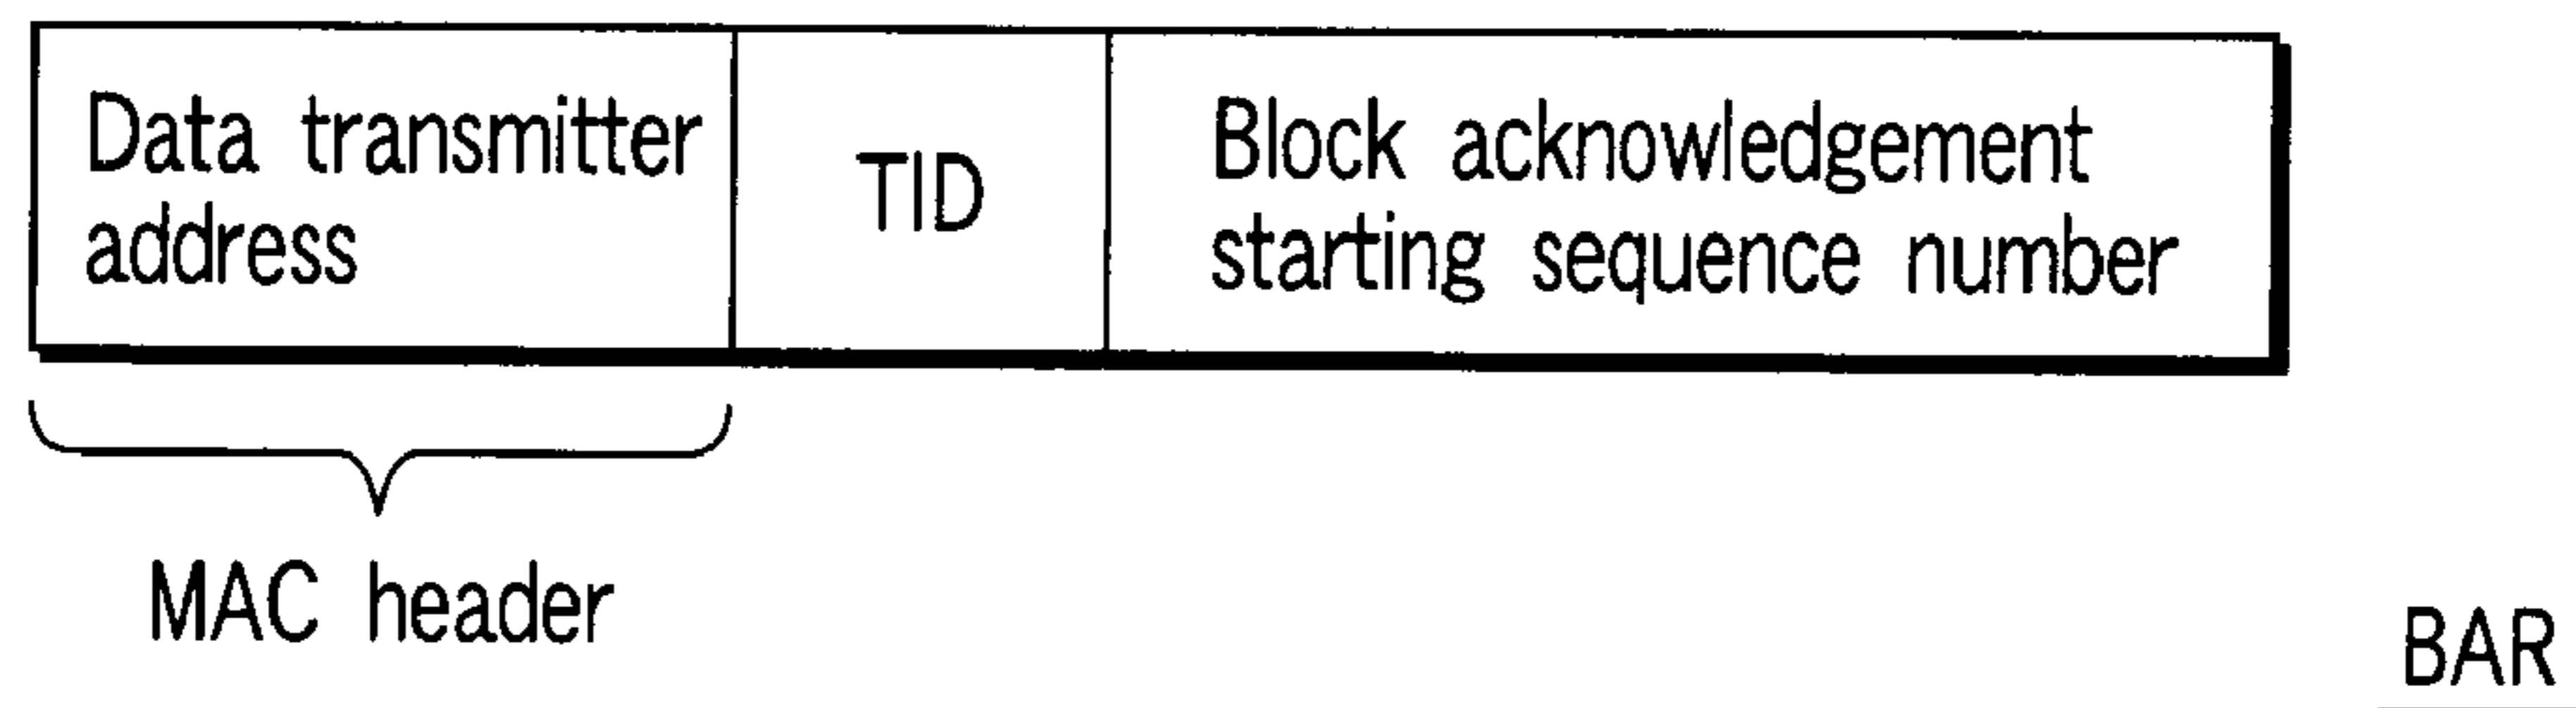 Data transmitter
address
TID
Block acknowledgement
starting sequence number
MAC header
BAR